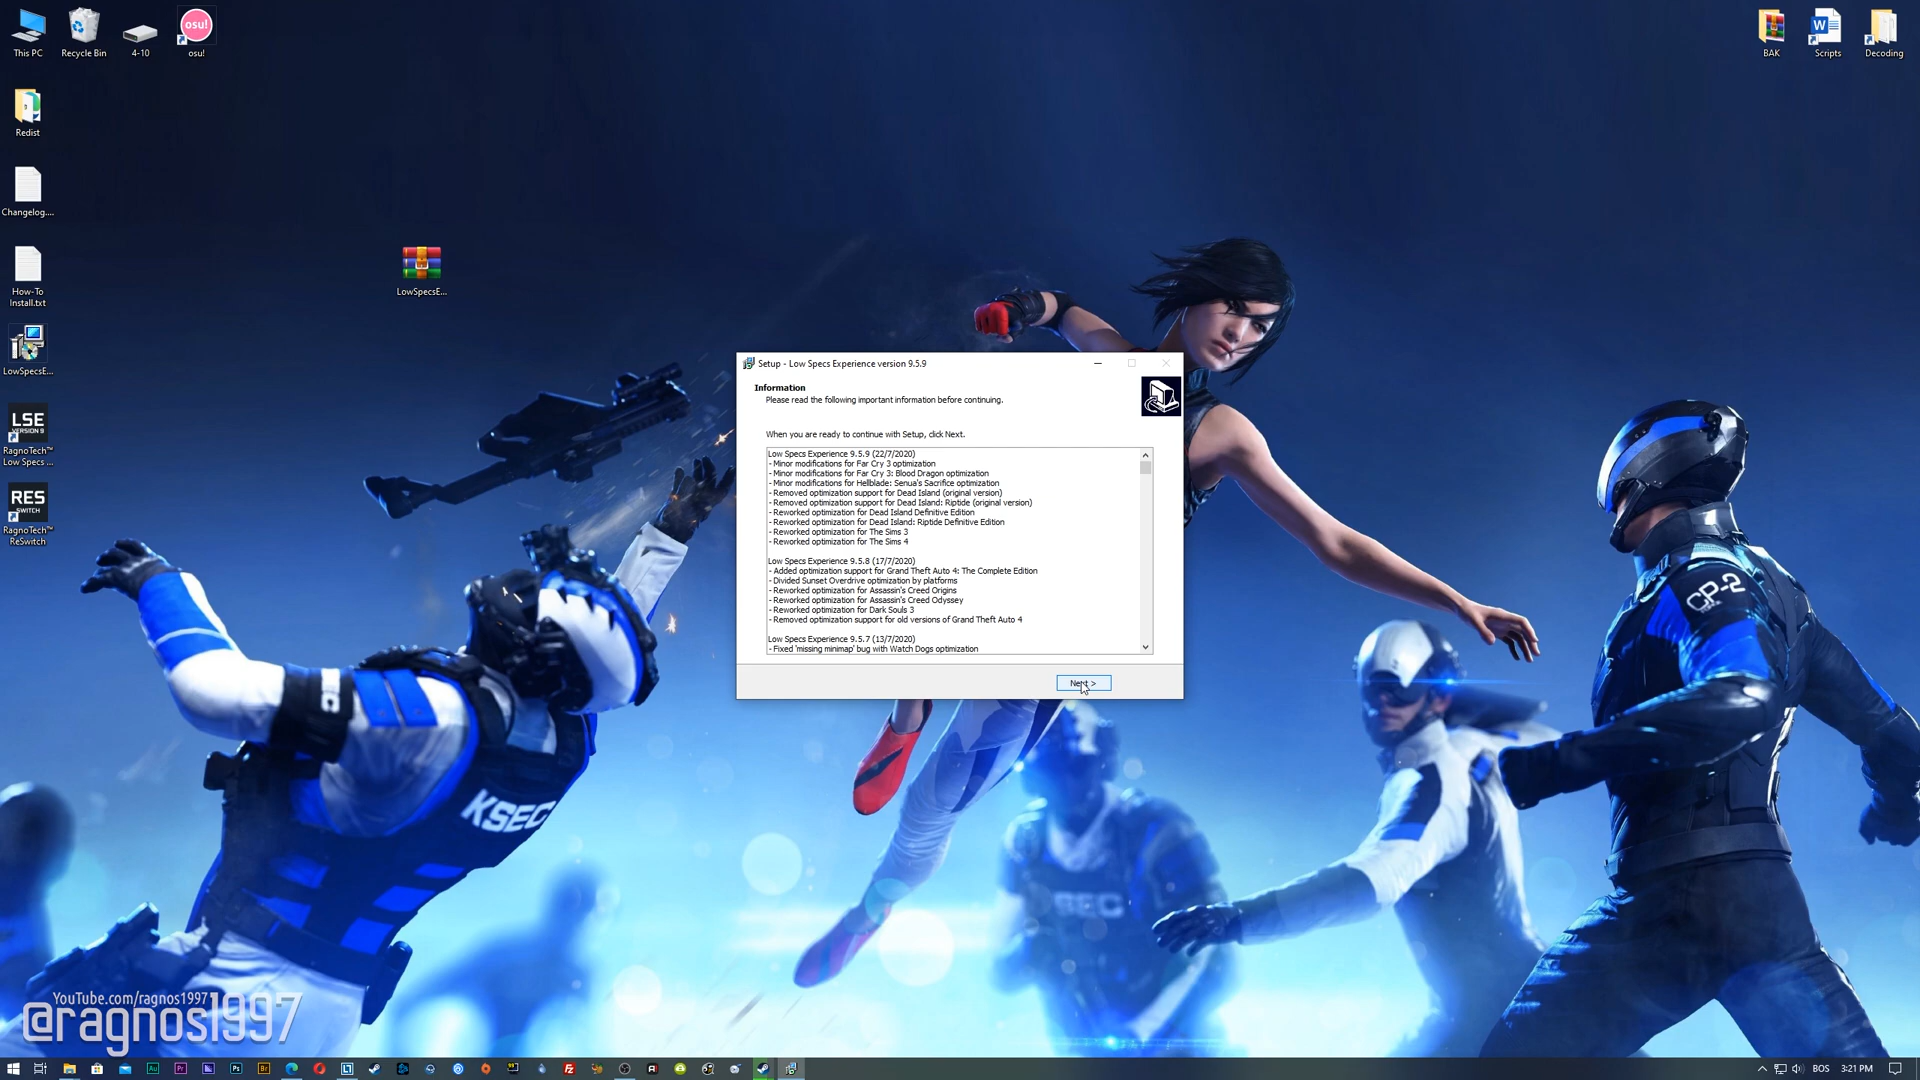 This PC
Recycle Bin
4-10
osu!
osu!
BAK
Scripts
Decoding
Redist
Changelog....
How-To
Install.txt
LowSpecsE...
LowSpecsE...
LSE
VERSION 9
RagnoTech™
Low Specs ...
RES
SWITCH
RagnoTech™
ReSwitch
Setup - Low Specs Experience version 9.5.9
Information
Please read the following important information before continuing.
When you are ready to continue with Setup, click Next.
Low Specs Experience 9.5.9 (22/7/2020)
- Minor modifications for Far Cry 3 optimization
- Minor modifications for Far Cry 3: Blood Dragon optimization
- Minor modifications for Hellblade: Senua's Sacrifice optimization
- Removed optimization support for Dead Island (original version)
- Removed optimization support for Dead Island: Riptide (original version)
- Reworked optimization for Dead Island Definitive Edition
- Reworked optimization for Dead Island: Riptide Definitive Edition
- Reworked optimization for The Sims 3
- Reworked optimization for The Sims 4
Low Specs Experience 9.5.8 (17/7/2020)
- Added optimization support for Grand Theft Auto 4: The Complete Edition
- Divided Sunset Overdrive optimization by platforms
- Reworked optimization for Assassin's Creed Origins
- Reworked optimization for Assassin's Creed Odyssey
- Reworked optimization for Dark Souls 3
- Removed optimization support for old versions of Grand Theft Auto 4
Low Specs Experience 9.5.7 (13/7/2020)
- Fixed 'missing minimap' bug with Watch Dogs optimization
Next >
CP-2
KSEC
YouTube.com/ragnos1997
@ragnos1997
Au
Pr
Ps
Br
Fz
BOS
3:21 PM